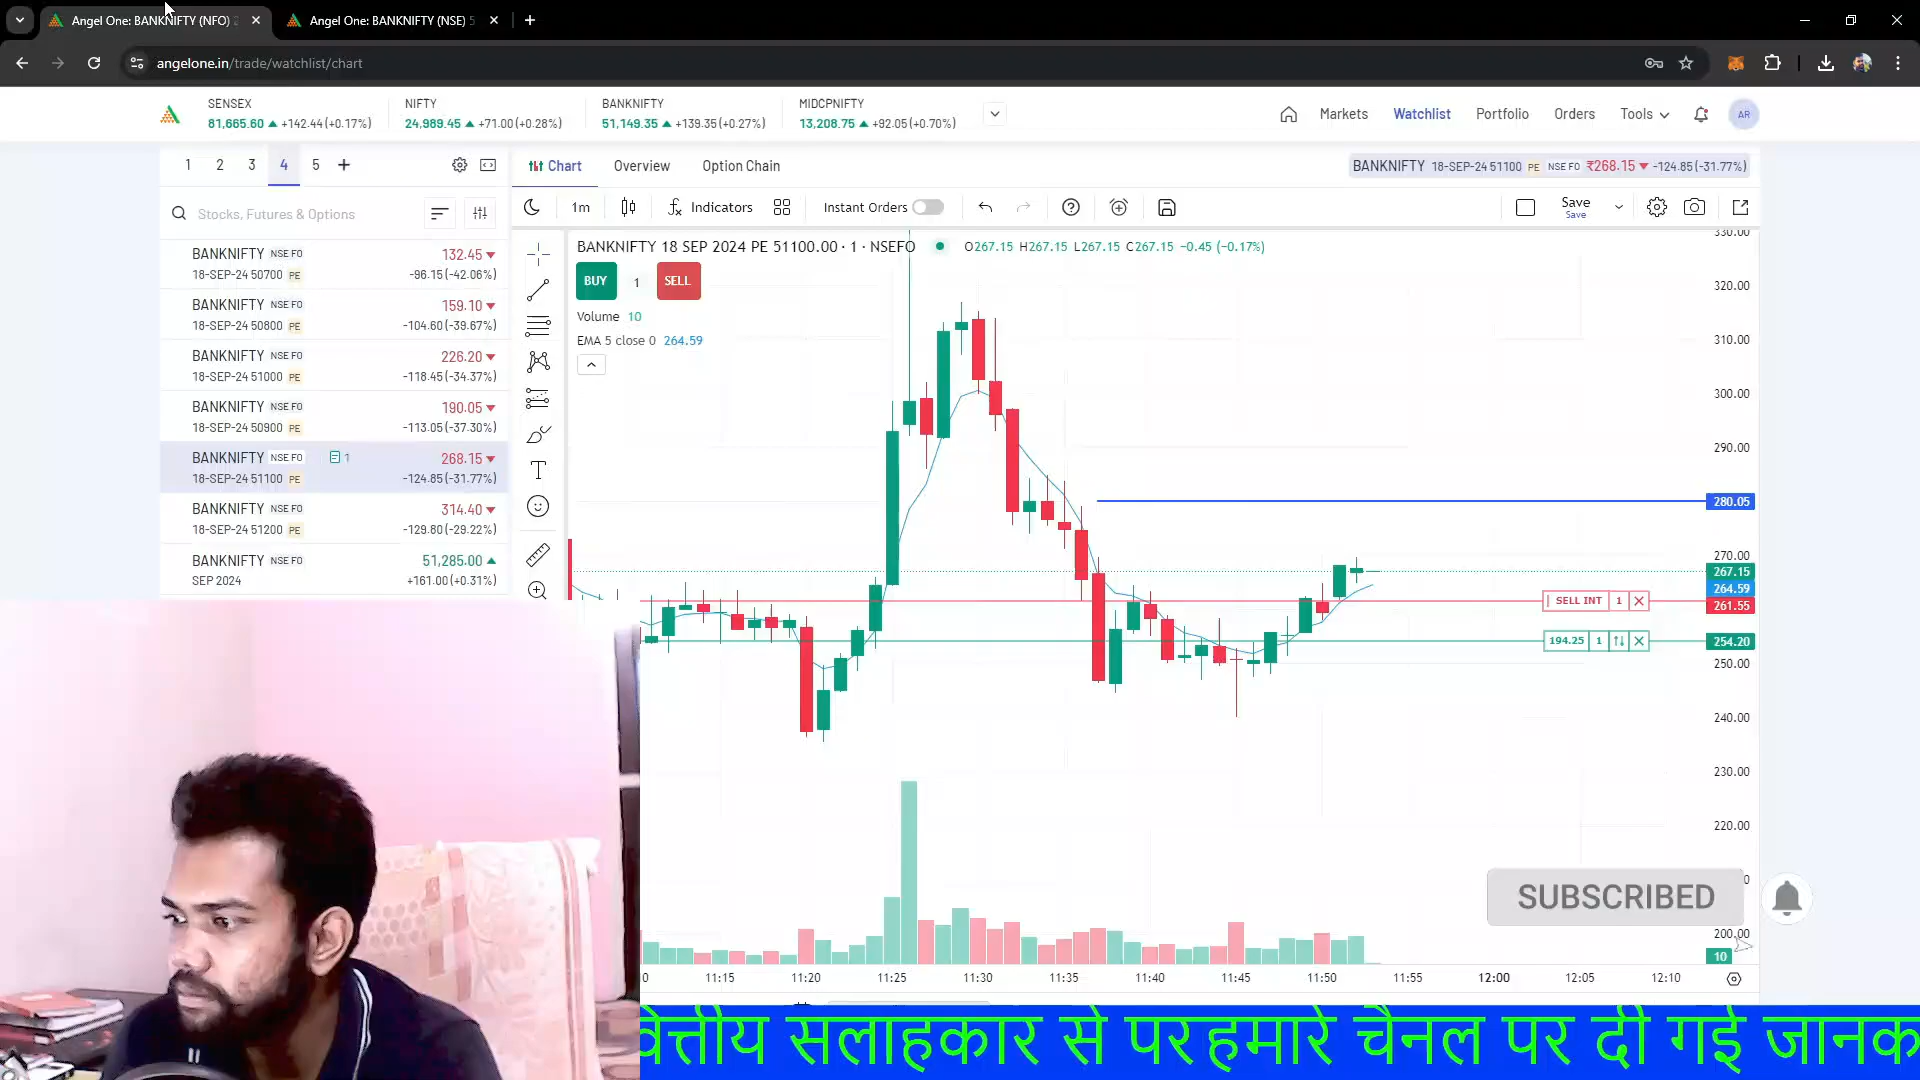 Angel One: BANKNIFTY (NFO)
Angel One: BANKNIFTY (NSE) 5
angelone.in/trade/watchlist/chart
SENSEX
81,665.60 ▲ +142.44 (+0.17%)
NIFTY
24,989.45 ▲ +71.00 (+0.28%)
BANKNIFTY
51,149.35 ▲ +139.35 (+0.27%)
MIDCPNIFTY
13,208.75 ▲ +92.05 (+0.70%)
Markets
Watchlist
Portfolio
Orders
Tools
AR
1 2 3 4 5 +
Chart
Overview
Option Chain
BANKNIFTY 18-SEP-24 51100 PE NSE FO ₹268.15 ▼ -124.85 (-31.77%)
Stocks, Futures & Options
1m
Indicators
Instant Orders
Save
Save
BANKNIFTY NSE FO 132.45 ▼
18-SEP-24 50700 PE -96.15 (-42.06%)
BANKNIFTY NSE FO 159.10 ▼
18-SEP-24 50800 PE -104.60 (-39.67%)
BANKNIFTY NSE FO 226.20 ▼
18-SEP-24 51000 PE -118.45 (-34.37%)
BANKNIFTY NSE FO 190.05 ▼
18-SEP-24 50900 PE -113.05 (-37.30%)
BANKNIFTY NSE FO 1 268.15 ▼
18-SEP-24 51100 PE -124.85 (-31.77%)
BANKNIFTY NSE FO 314.40 ▼
18-SEP-24 51200 PE -129.80 (-29.22%)
BANKNIFTY NSE FO 51,285.00 ▲
SEP 2024 +161.00 (+0.31%)
BANKNIFTY 18 SEP 2024 PE 51100.00 · 1 · NSEFO O267.15 H267.15 L267.15 C267.15 −0.45 (−0.17%)
BUY 1 SELL
Volume 10
EMA 5 close 0 264.59
330.00
320.00
310.00
300.00
290.00
280.05
270.00
267.15
264.59
SELL INT 1
261.55
194.25 1
254.20
250.00
240.00
230.00
220.00
SUBSCRIBED
200.00
10
11:15 11:20 11:25 11:30 11:35 11:40 11:45 11:50 11:55 12:00 12:05 12:10
वित्तीय सलाहकार से पर हमारे चैनल पर दी गई जानक